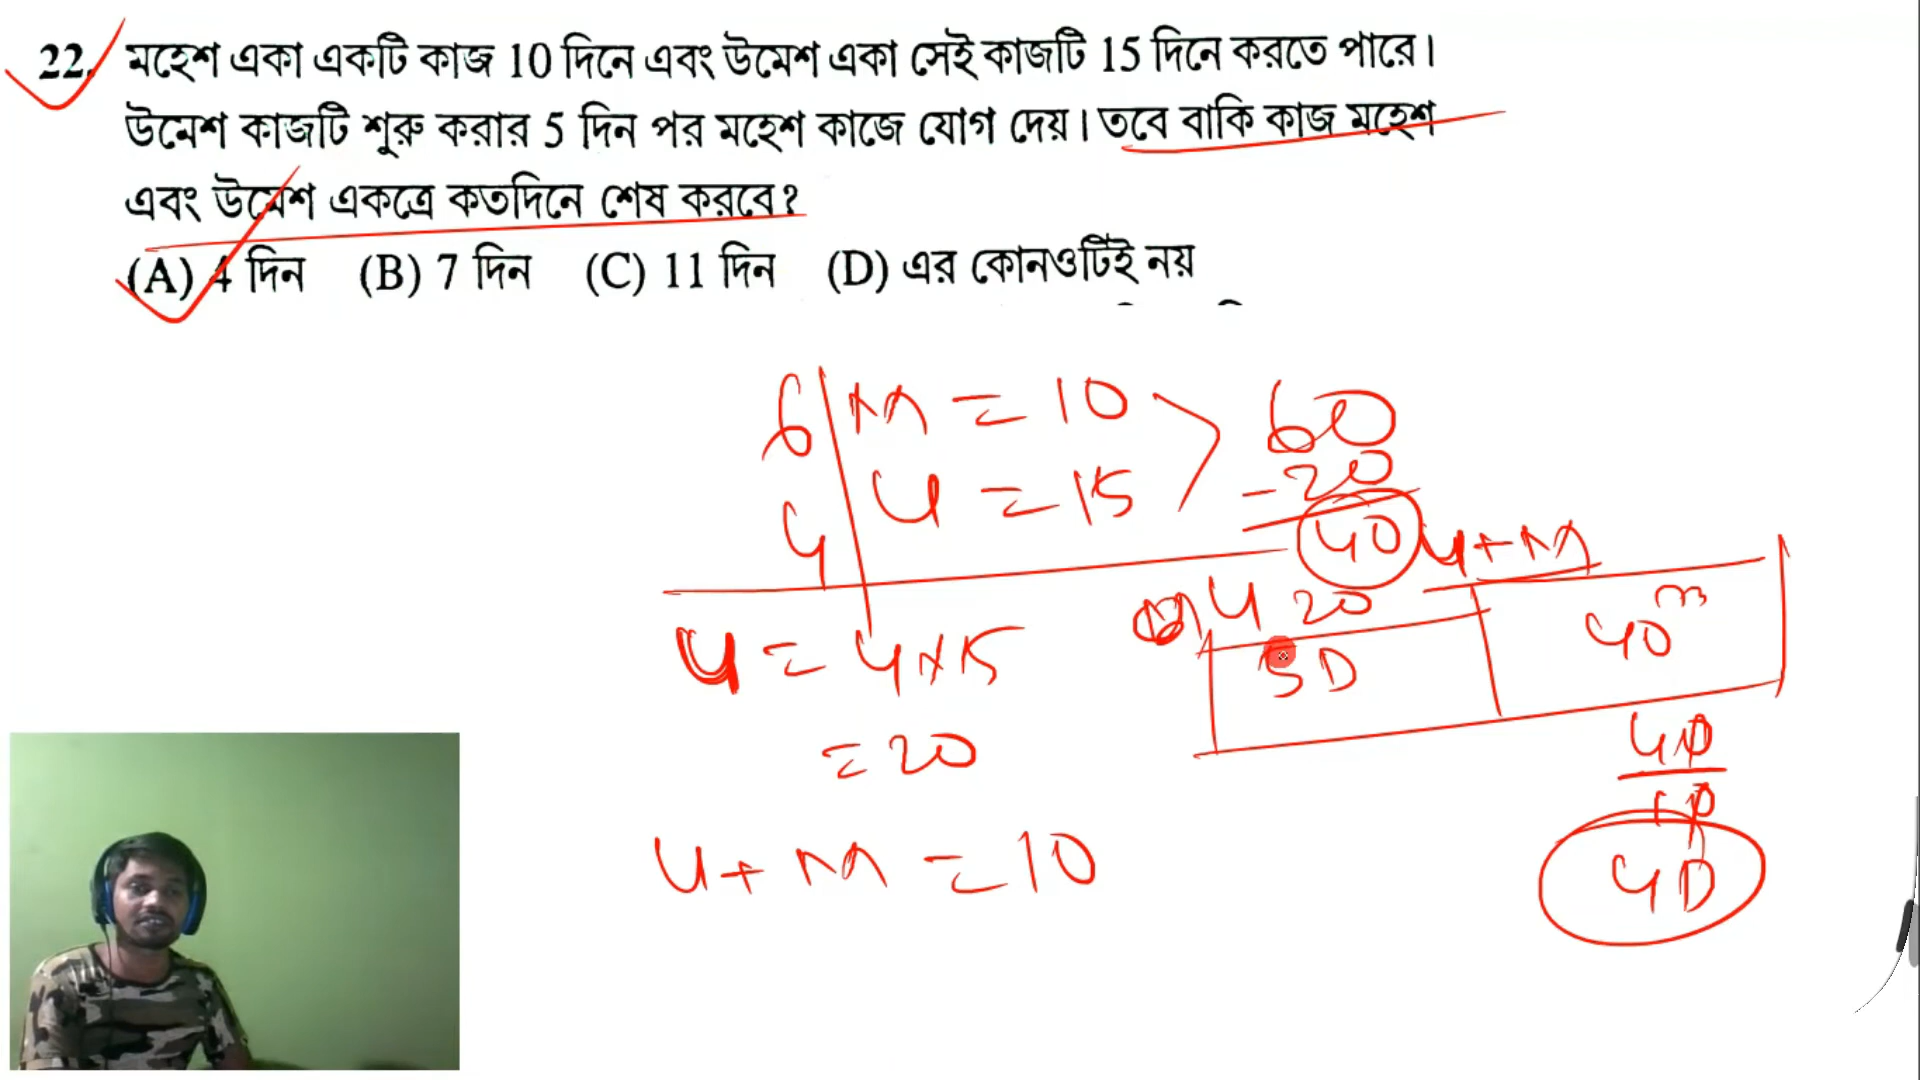 22. মহেশ একা একটি কাজ 10 দিনে এবং উমেশ একা সেই কাজটি 15 দিনে করতে পারে।
উমেশ কাজটি শুরু করার 5 দিন পর মহেশ কাজে যোগ দেয়। তবে বাকি কাজ মহেশ
এবং উমেশ একত্রে কতদিনে শেষ করবে?
(A) 4 দিন (B) 7 দিন (C) 11 দিন (D) এর কোনওটিই নয়
6 M = 10 60
4 U = 15 - 20
40 U + M
U 20
U = 4 x 15 5 D 40
= 20 40
10
U + M = 10 4D